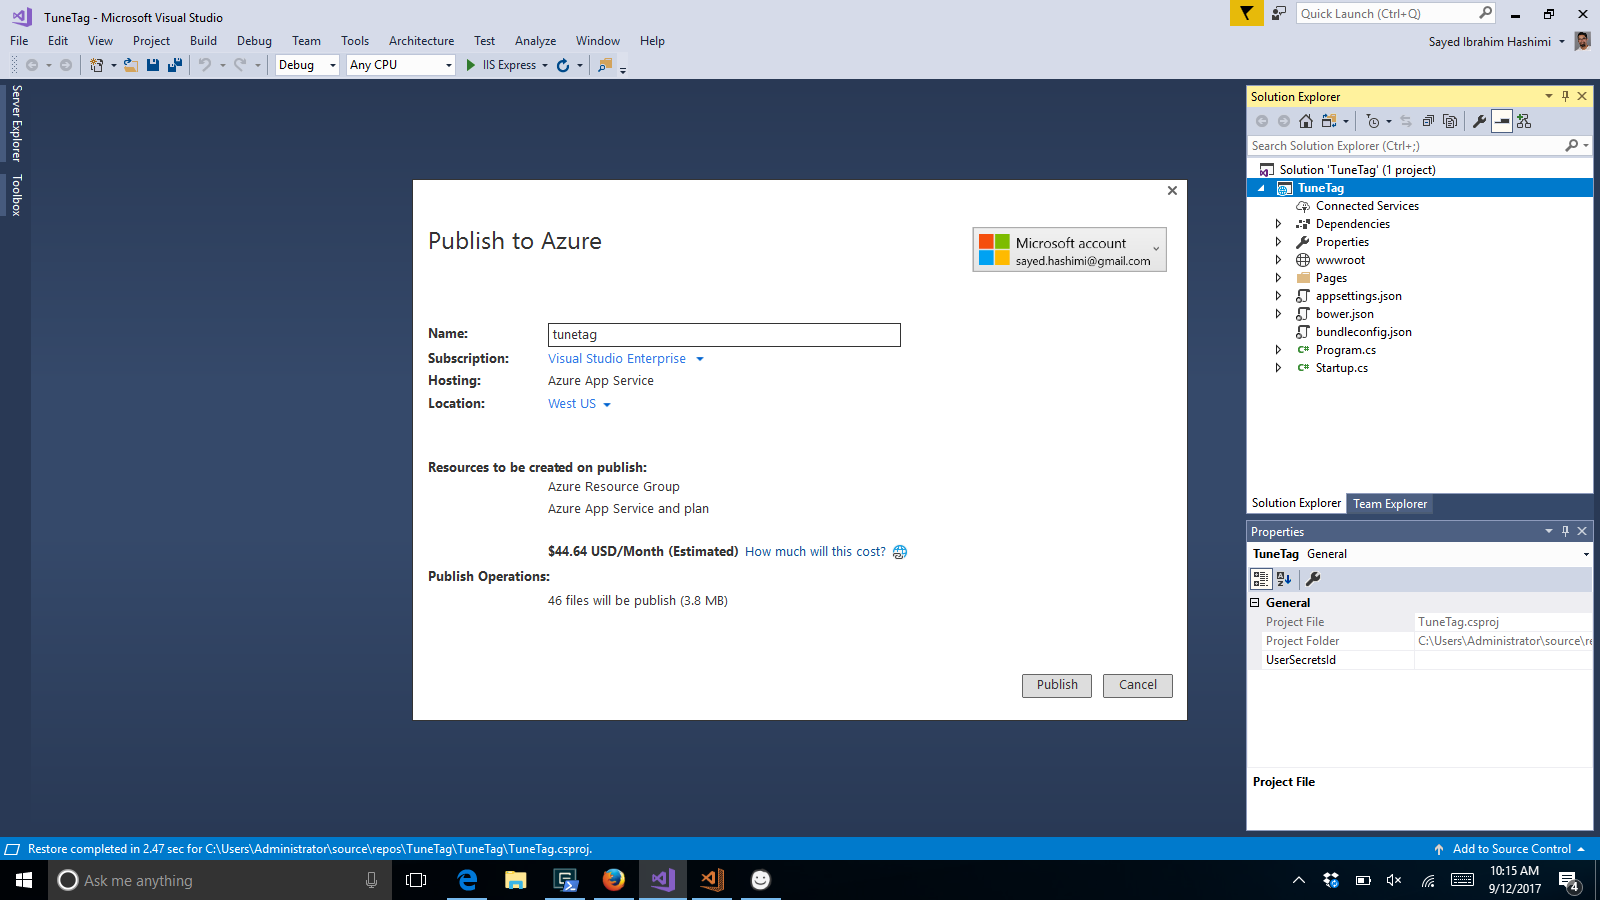 TuneTag - Microsoft Visual Studio
Quick Launch (Ctrl+Q)
File Edit View Project Build Debug Team Tools Architecture Test Analyze Window Help
Sayed Ibrahim Hashimi
Debug Any CPU IIS Express
Server Explorer
Toolbox
Publish to Azure
Microsoft account
sayed.hashimi@gmail.com
Name: tunetag
Subscription: Visual Studio Enterprise
Hosting: Azure App Service
Location: West US
Resources to be created on publish:
Azure Resource Group
Azure App Service and plan
$44.64 USD/Month (Estimated) How much will this cost?
Publish Operations:
46 files will be publish (3.8 MB)
Publish Cancel
Solution Explorer
Search Solution Explorer (Ctrl+;)
Solution 'TuneTag' (1 project)
TuneTag
Connected Services
Dependencies
Properties
wwwroot
Pages
appsettings.json
bower.json
bundleconfig.json
C# Program.cs
C# Startup.cs
Solution Explorer Team Explorer
Properties
TuneTag General
General
Project File TuneTag.csproj
Project Folder C:\Users\Administrator\source\re
UserSecretsId
Project File
Restore completed in 2.47 sec for C:\Users\Administrator\source\repos\TuneTag\TuneTag\TuneTag.csproj.
Add to Source Control
Ask me anything
10:15 AM
9/12/2017
4